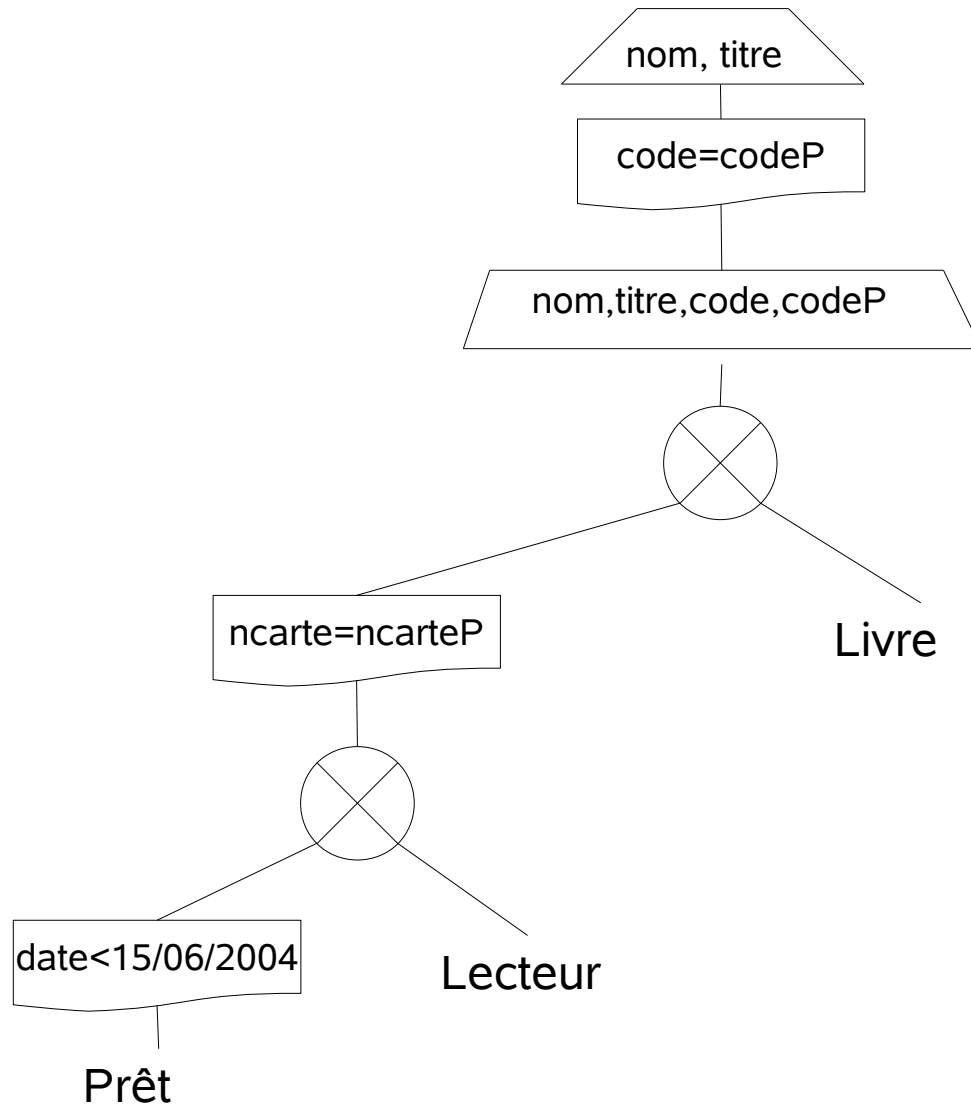 nom, titre
code=codeP
nom,titre,code,codeP
Livre
ncarte=ncarteP
date<15/06/2004
Lecteur
Prêt